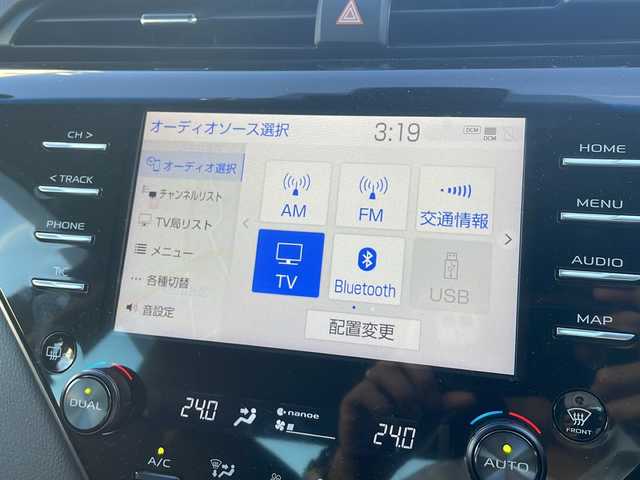 CH >
< TRACK
PHONE
オーディオソース選択
3:19
DCM
DCM
オーディオ選択
チャンネルリスト
TV局リスト
メニュー
各種切替
音設定
AM
FM
交通情報
TV
Bluetooth
USB
配置変更
HOME
MENU
AUDIO
MAP
DUAL
24.0
nanoe
24.0
A/C
AUTO
FRONT